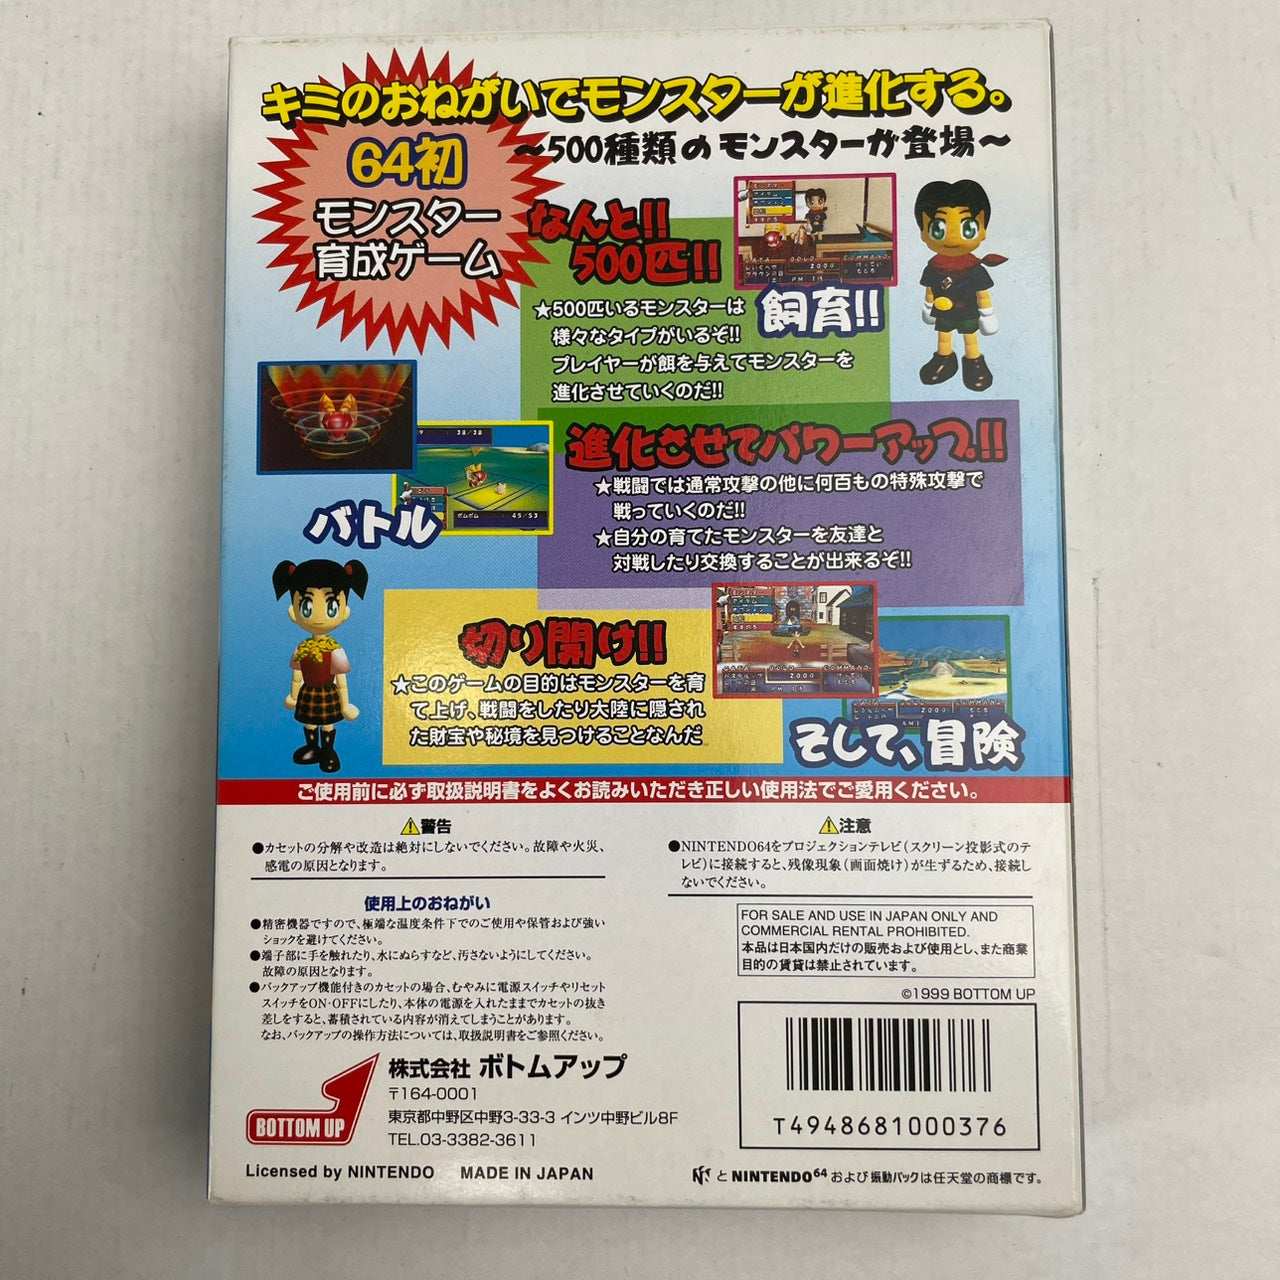 キミのおねがいでモンスターが進化する。
〜500種類のモンスターが登場〜
64初
モンスター
育成ゲーム
なんと!!
500匹!!
★500匹いるモンスターは
様々なタイプがいるぞ!!
プレイヤーが餌を与えてモンスターを
進化させていくのだ!!
飼育!!
進化させてパワーアップ!!
★戦闘では通常攻撃の他に何百もの特殊攻撃で
戦っていくのだ!!
★自分の育てたモンスターを友達と
対戦したり交換することが出来るぞ!!
38/38
45/53
バトル
切り開け!!
★このゲームの目的はモンスターを育
て上げ、戦闘をしたり大陸に隠され
た財宝や秘境を見つけることなんだ
そして、冒険
ご使用前に必ず取扱説明書をよくお読みいただき正しい使用法でご愛用ください。
警告
●カセットの分解や改造は絶対にしないでください。故障や火災、
感電の原因となります。
使用上のおねがい
●精密機器ですので、極端な温度条件下でのご使用や保管および強い
ショックを避けてください。
●端子部に手を触れたり、水にぬらすなど、汚さないようにしてください。
故障の原因となります。
●バックアップ機能付きのカセットの場合、むやみに電源スイッチやリセット
スイッチをON・OFFにしたり、本体の電源を入れたままでカセットの抜き
差しをすると、蓄積されている内容が消えてしまうことがあります。
なお、バックアップの操作方法については、取扱説明書をご参照ください。
注意
●NINTENDO64をプロジェクションテレビ（スクリーン投影式のテ
レビ）に接続すると、残像現象（画面焼け）が生ずるため、接続し
ないでください。
FOR SALE AND USE IN JAPAN ONLY AND
COMMERCIAL RENTAL PROHIBITED.
本品は日本国内だけの販売および使用とし、また商業
目的の賃貸は禁止されています。
©1999 BOTTOM UP
T4948681000376
BOTTOM UP
株式会社 ボトムアップ
〒164-0001
東京都中野区中野3-33-3 インツ中野ビル8F
TEL.03-3382-3611
Licensed by NINTENDO MADE IN JAPAN
と NINTENDO64 および 振動パックは任天堂の商標です。